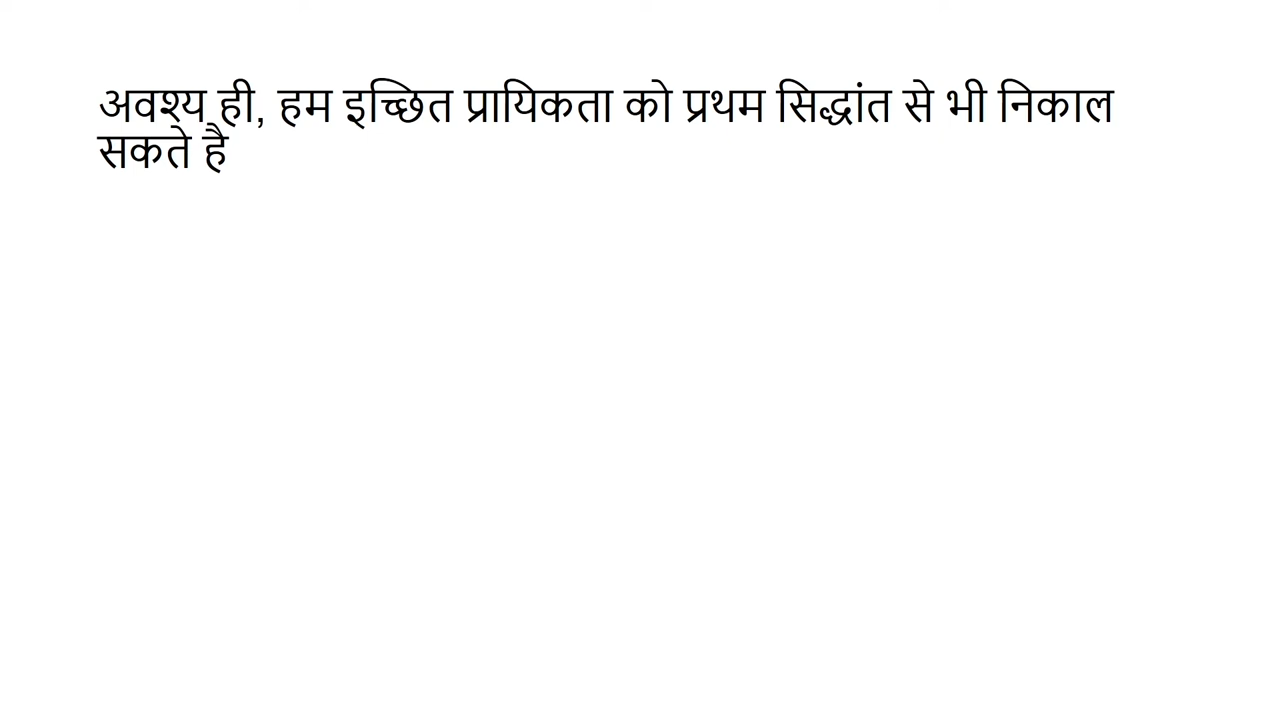 अवश्य ही, हम इच्छित प्रायिकता को प्रथम सिद्धांत से भी निकाल
सकते है